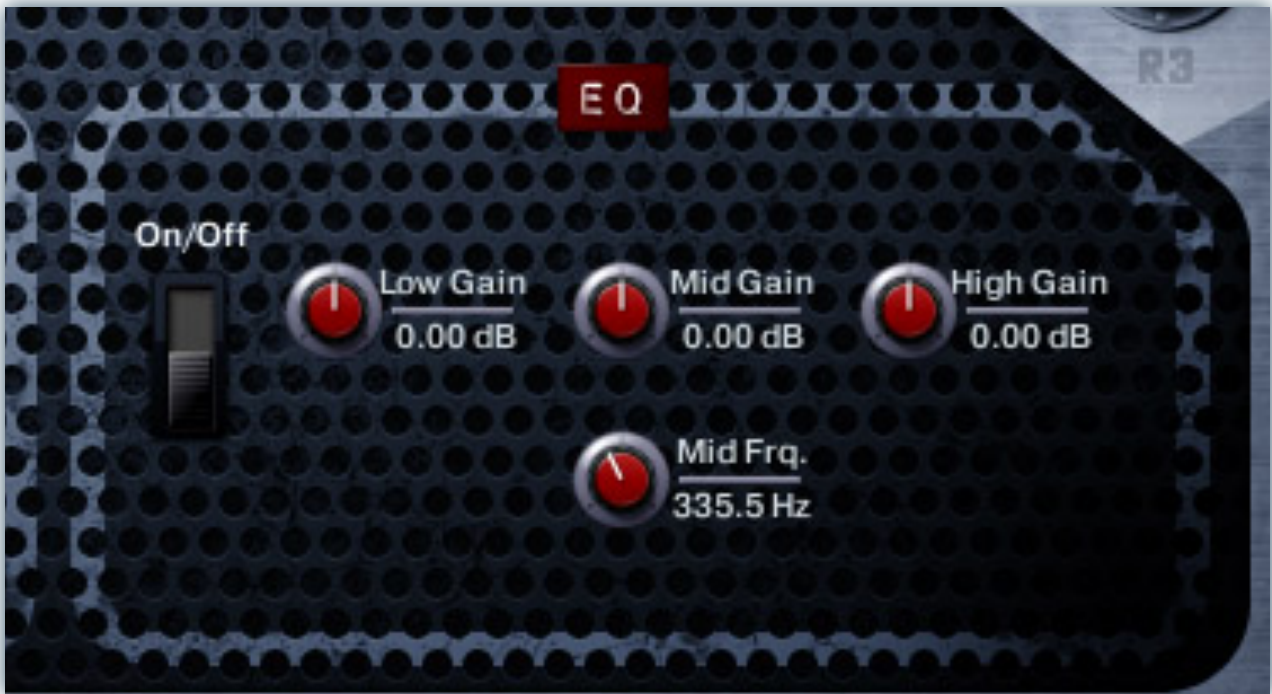 R3
EQ
On/Off
Low Gain
0.00 dB
Mid Gain
0.00 dB
High Gain
0.00 dB
Mid Frq.
335.5 Hz